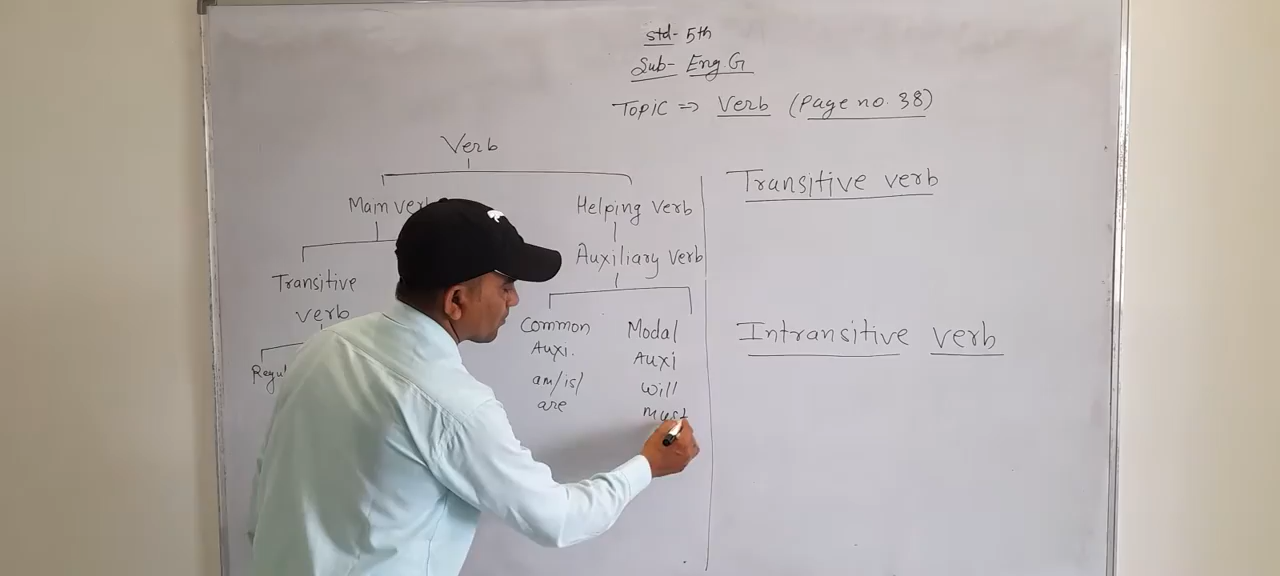 Std- 5th
Sub- Eng.G
Topic => Verb (Page no. 38)
Verb
Main verb
Helping verb
Auxiliary verb
Transitive
verb
Common
Auxi.
am/is/
are
Modal
Auxi
will
must
Transitive verb
Intransitive verb